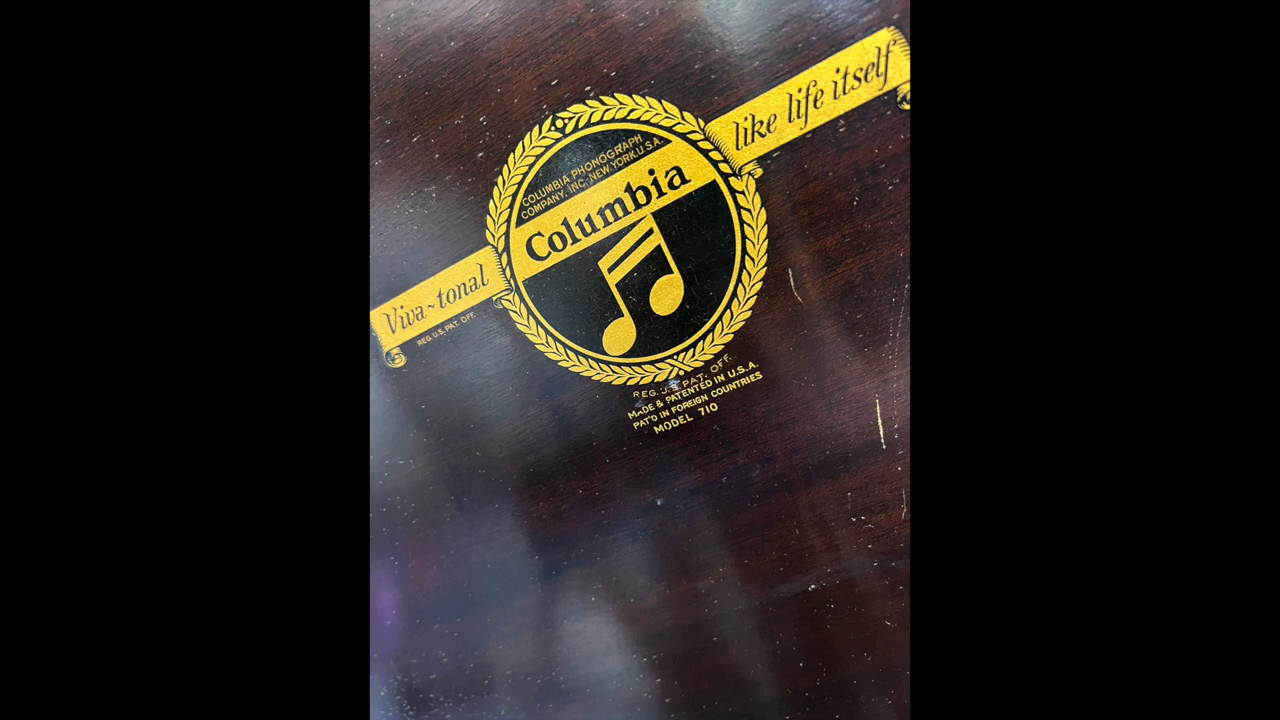 COLUMBIA PHONOGRAPH
COMPANY, INC. NEW YORK.U.S.A.
Viva~tonal
Columbia
like life itself
REG. U.S. PAT. OFF.
REG. U.S. PAT. OFF.
MADE & PATENTED IN U.S.A.
PAT'D IN FOREIGN COUNTRIES
MODEL 710